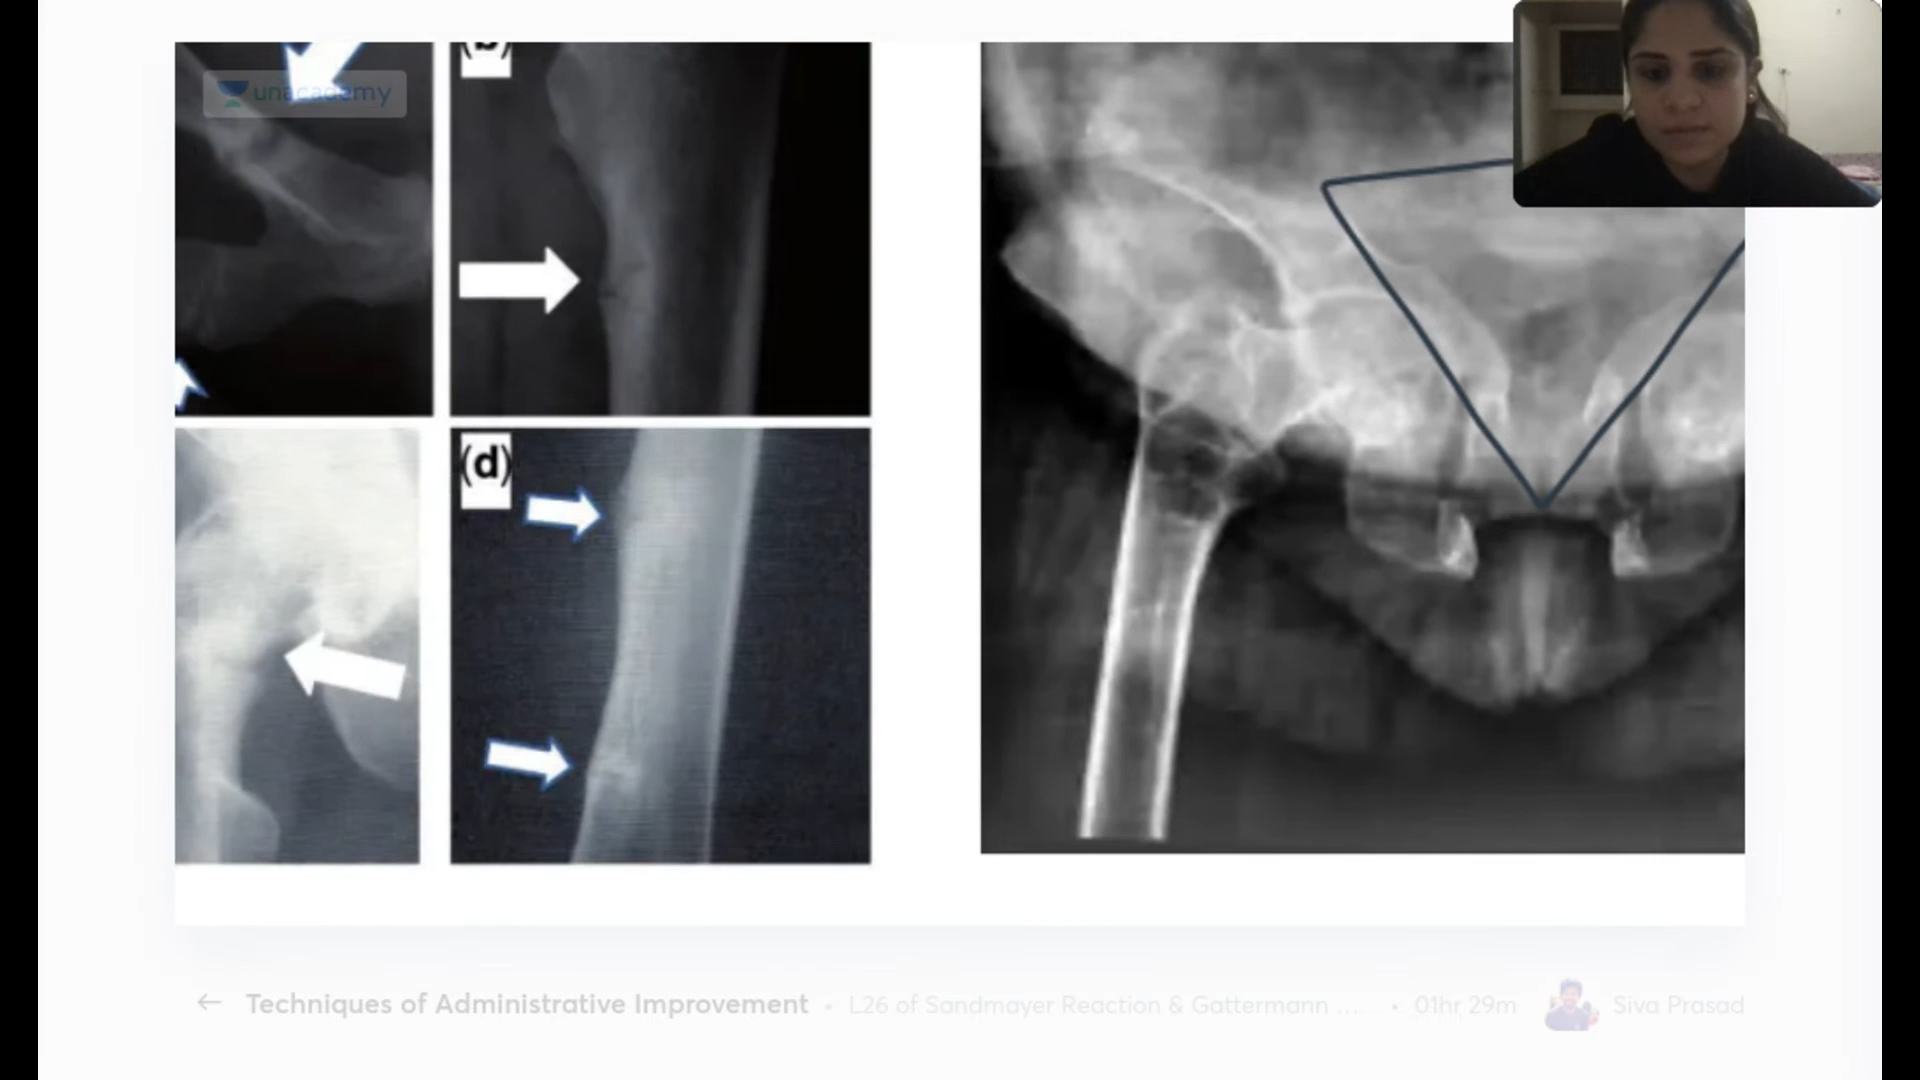 (b)
unacademy
(d)
Techniques of Administrative Improvement • L26 of Sandmayer Reaction & Gattermann .... • 01hr 29m Siva Prasad